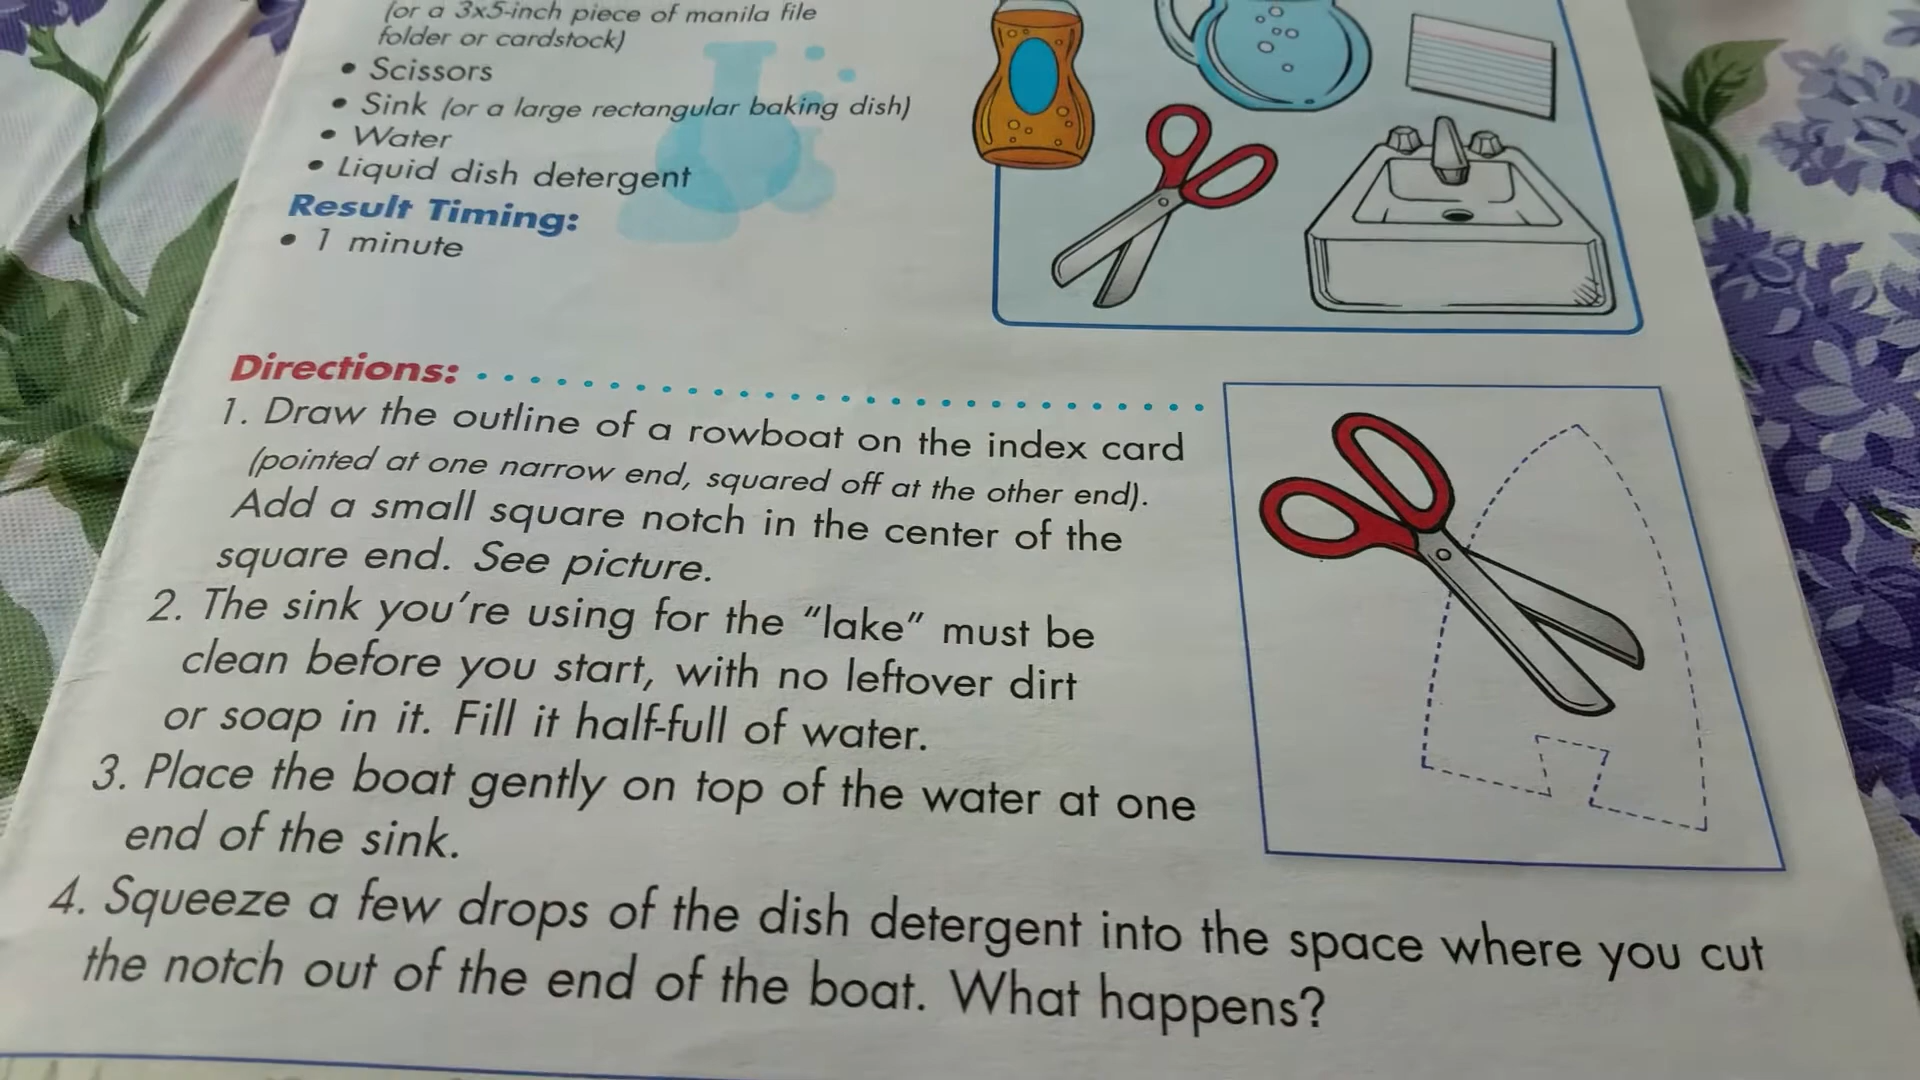 (or a 3x5-inch piece of manila file
folder or cardstock)
• Scissors
• Sink (or a large rectangular baking dish)
• Water
• Liquid dish detergent
Result Timing:
• 1 minute
Directions:
1. Draw the outline of a rowboat on the index card
(pointed at one narrow end, squared off at the other end).
Add a small square notch in the center of the
square end. See picture.
2. The sink you're using for the "lake" must be
clean before you start, with no leftover dirt
or soap in it. Fill it half-full of water.
3. Place the boat gently on top of the water at one
end of the sink.
4. Squeeze a few drops of the dish detergent into the space where you cut
the notch out of the end of the boat. What happens?